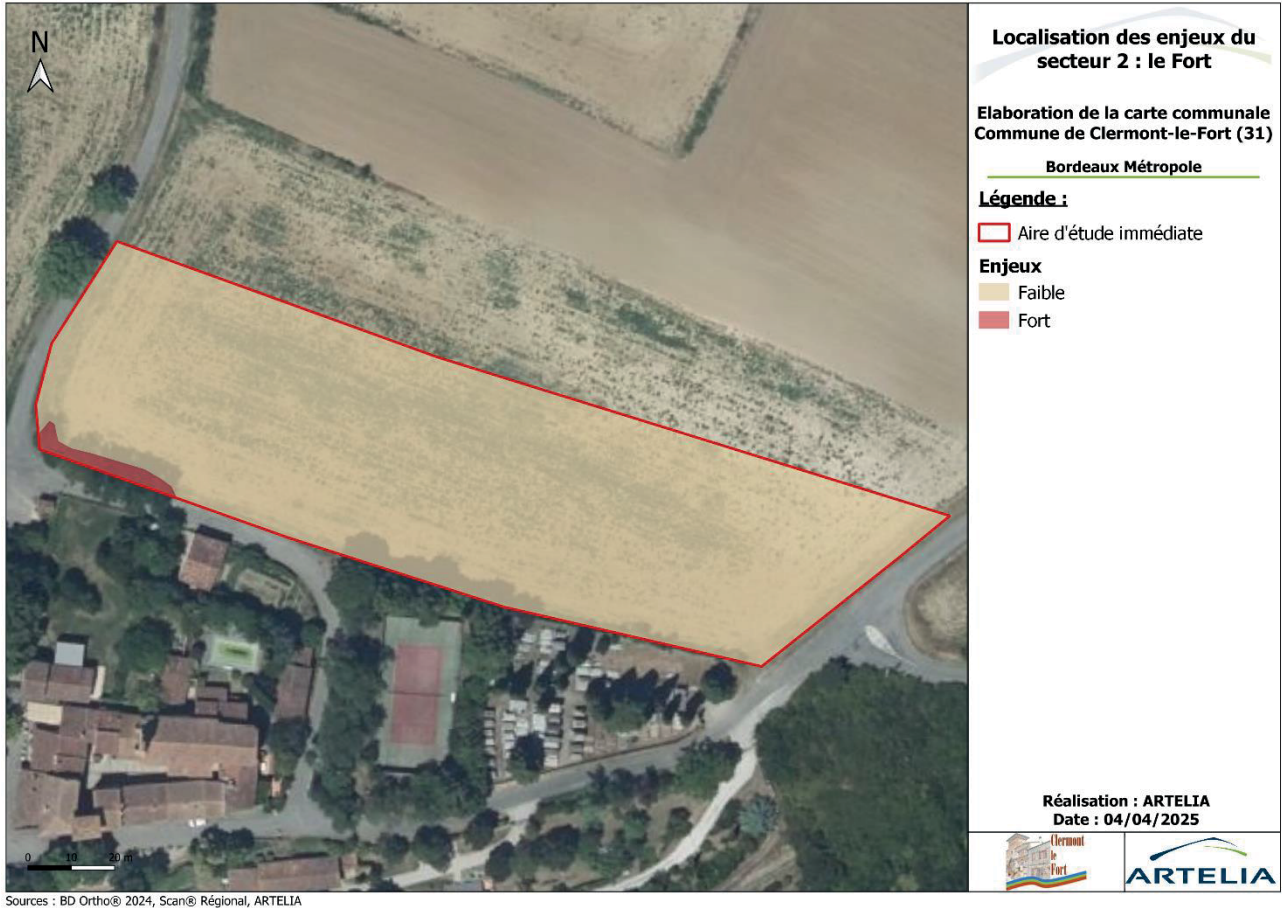 N
Localisation des enjeux du
secteur 2 : le Fort
Elaboration de la carte communale
Commune de Clermont-le-Fort (31)
Bordeaux Métropole
Légende :
Aire d'étude immédiate
Enjeux
Faible
Fort
Réalisation : ARTELIA
Date : 04/04/2025
Clermont
le
Fort
ARTELIA
0 10 20 m
Sources : BD Ortho® 2024, Scan® Régional, ARTELIA